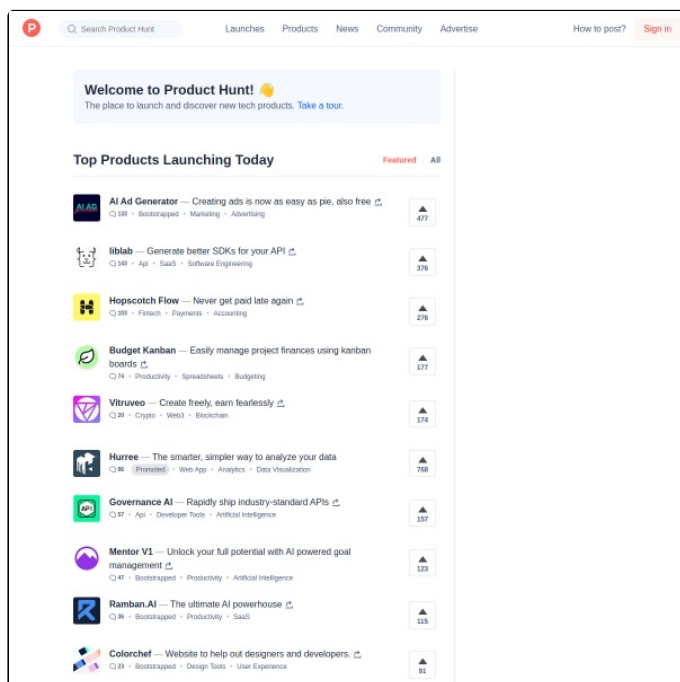 P
Search Product Hunt
Launches Products News Community Advertise
How to post? Sign in
Welcome to Product Hunt! 👋
The place to launch and discover new tech products. Take a tour.
Top Products Launching Today
Featured All
AI AD
AI Ad Generator — Creating ads is now as easy as pie, also free
133 • Bootstrapped • Marketing • Advertising
477
liblab — Generate better SDKs for your API
143 • Api • SaaS • Software Engineering
376
Hopscotch Flow — Never get paid late again
103 • Fintech • Payments • Accounting
276
Budget Kanban — Easily manage project finances using kanban
boards
74 • Productivity • Spreadsheets • Budgeting
177
Vitruveo — Create freely, earn fearlessly
20 • Crypto • Web3 • Blockchain
174
Hurree — The smarter, simpler way to analyze your data
Promoted • Web App • Analytics • Data Visualization
768
API
Governance AI — Rapidly ship industry-standard APIs
57 • Api • Developer Tools • Artificial Intelligence
157
Mentor V1 — Unlock your full potential with AI powered goal
management
47 • Bootstrapped • Productivity • Artificial Intelligence
123
Ramban.AI — The ultimate AI powerhouse
36 • Bootstrapped • Productivity • SaaS
115
Colorchef — Website to help out designers and developers.
23 • Bootstrapped • Design Tools • User Experience
91